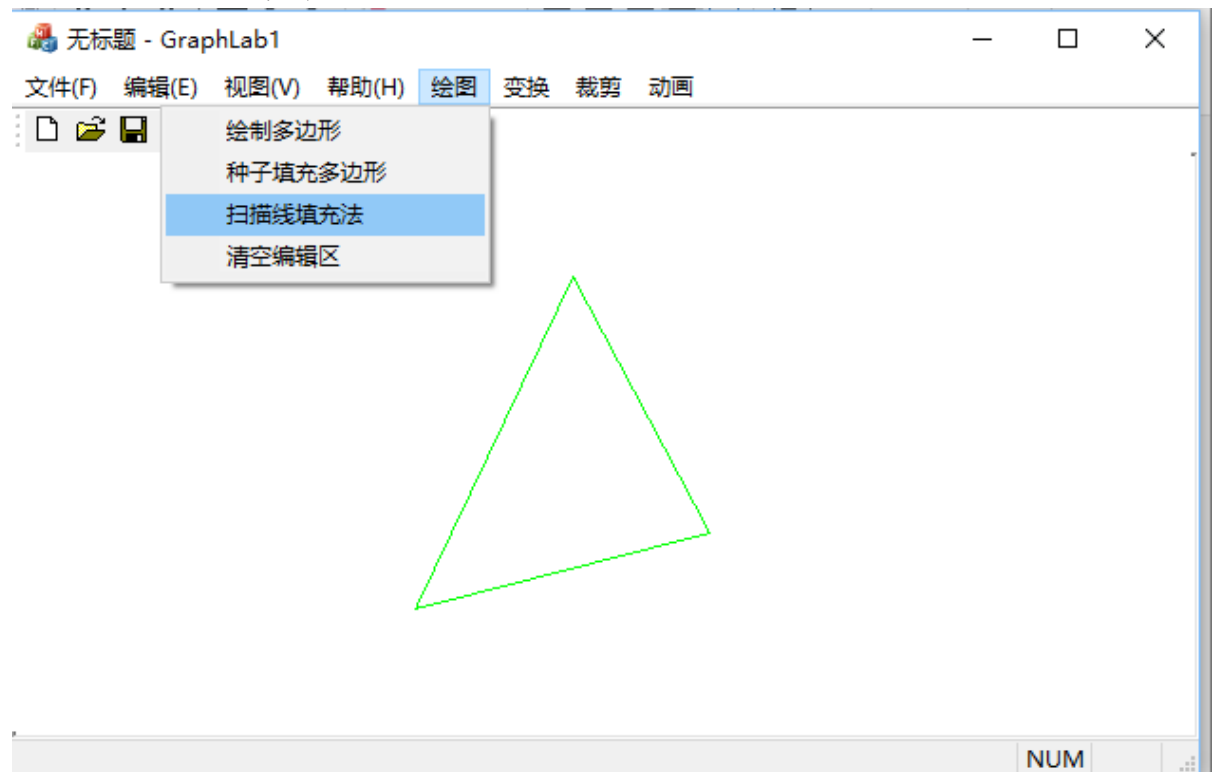 无标题 - GraphLab1
文件(F) 编辑(E) 视图(V) 帮助(H) 绘图 变换 裁剪 动画
绘制多边形
种子填充多边形
扫描线填充法
清空编辑区
NUM